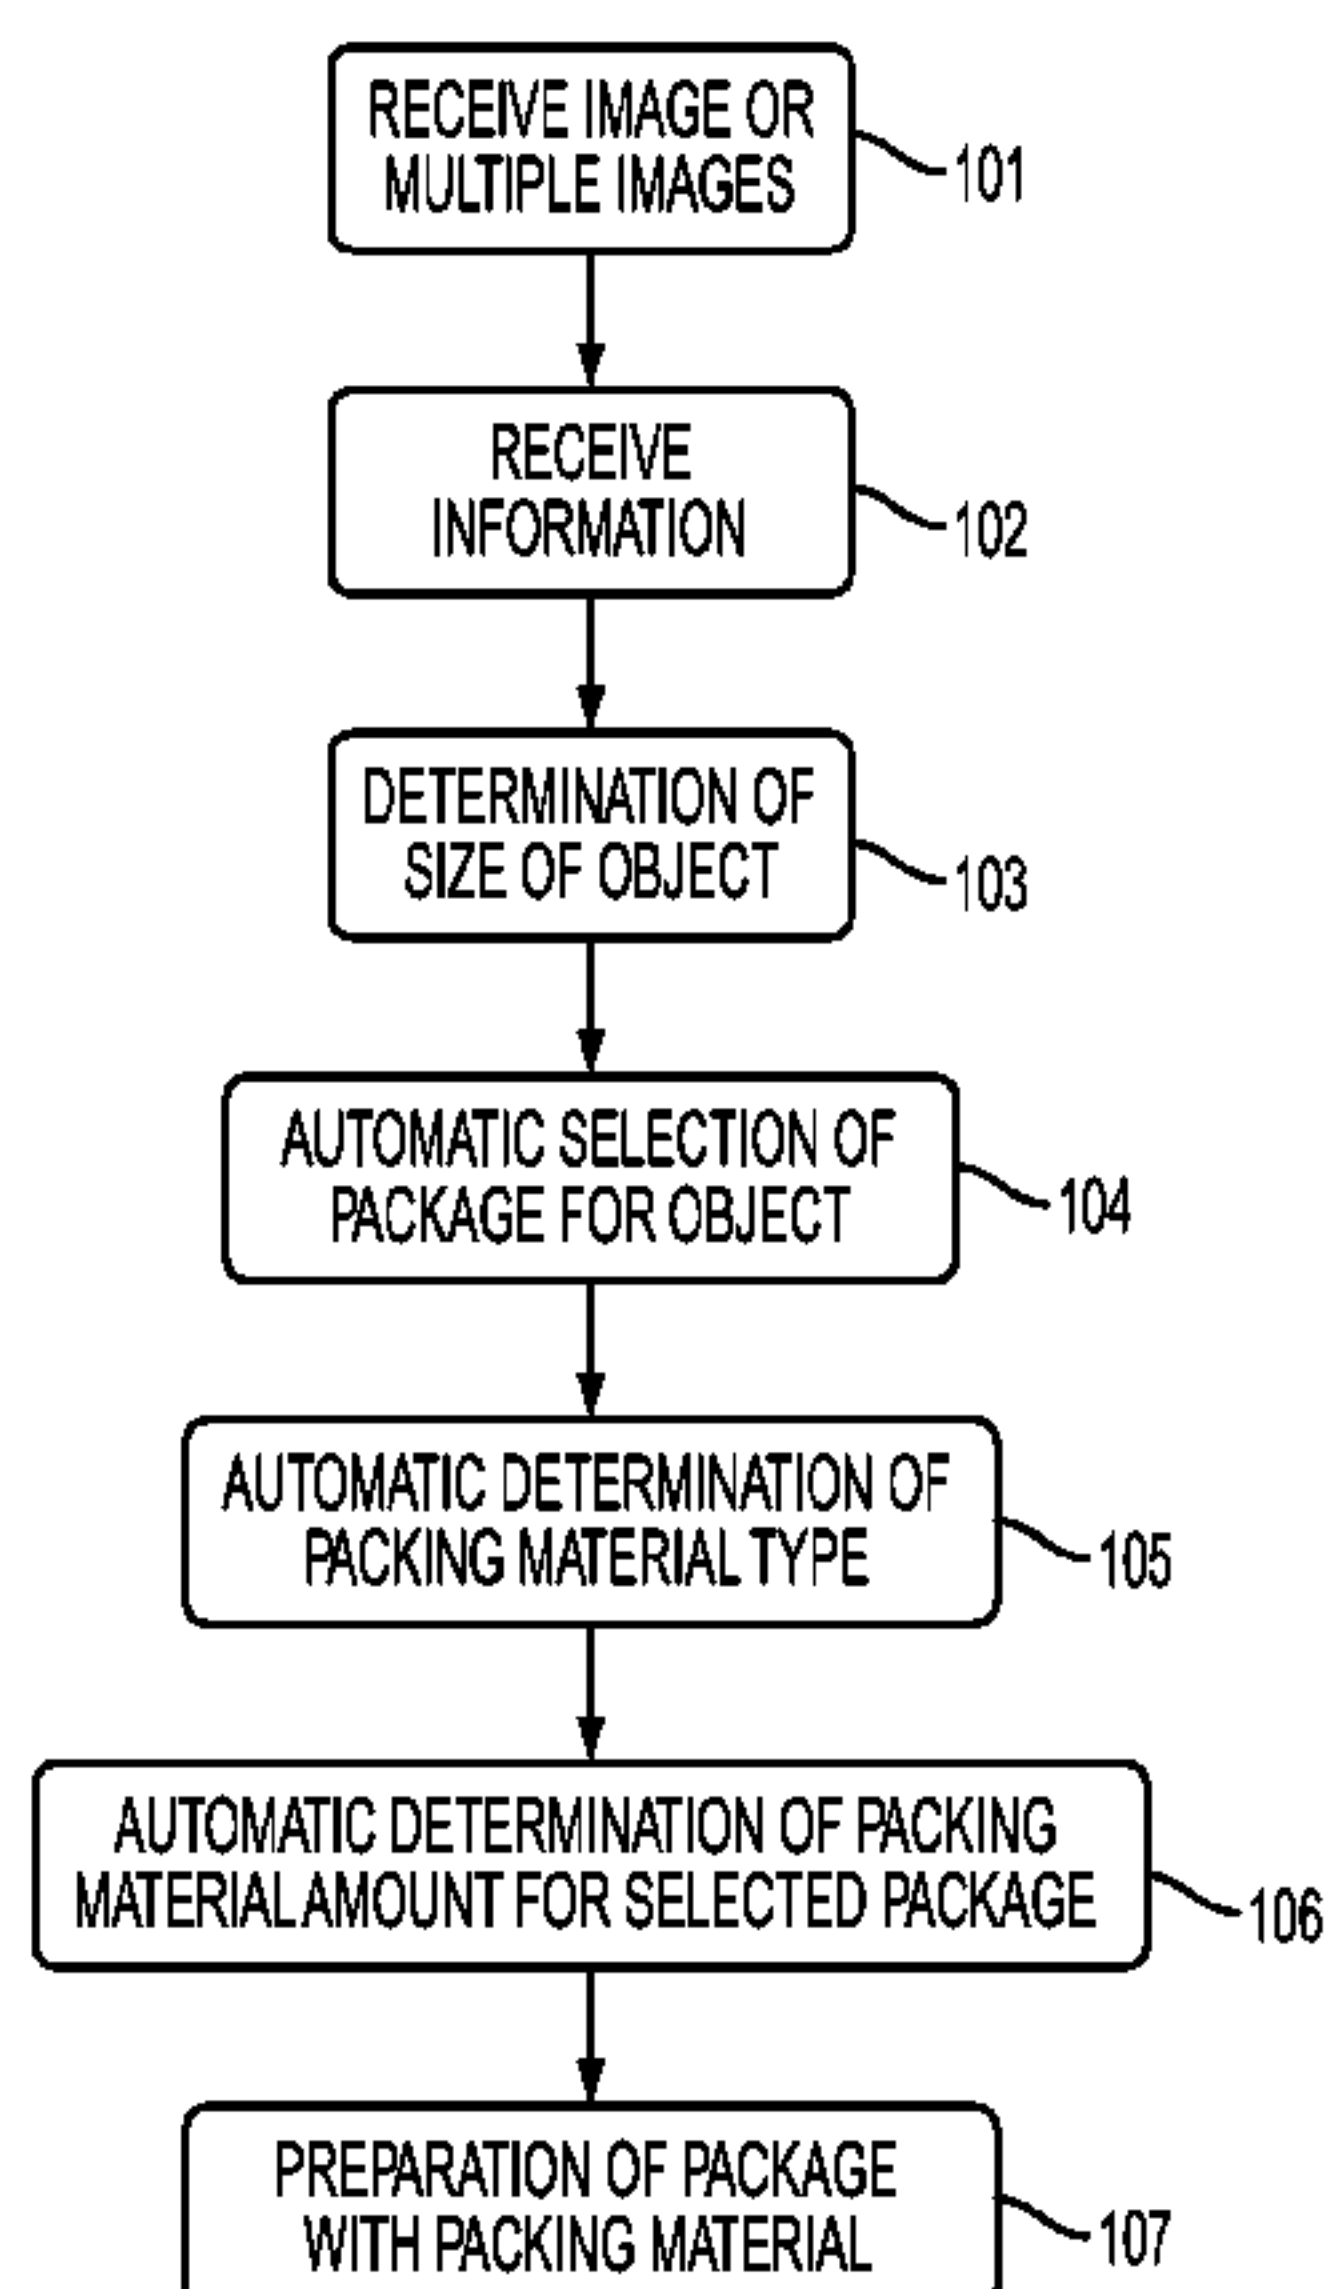 RECEIVE IMAGE OR
MULTIPLE IMAGES
101
RECEIVE
INFORMATION
102
DETERMINATION OF
SIZE OF OBJECT
103
AUTOMATIC SELECTION OF
PACKAGE FOR OBJECT
104
AUTOMATIC DETERMINATION OF
PACKING MATERIAL TYPE
105
AUTOMATIC DETERMINATION OF PACKING
MATERIAL AMOUNT FOR SELECTED PACKAGE
106
PREPARATION OF PACKAGE
WITH PACKING MATERIAL
107